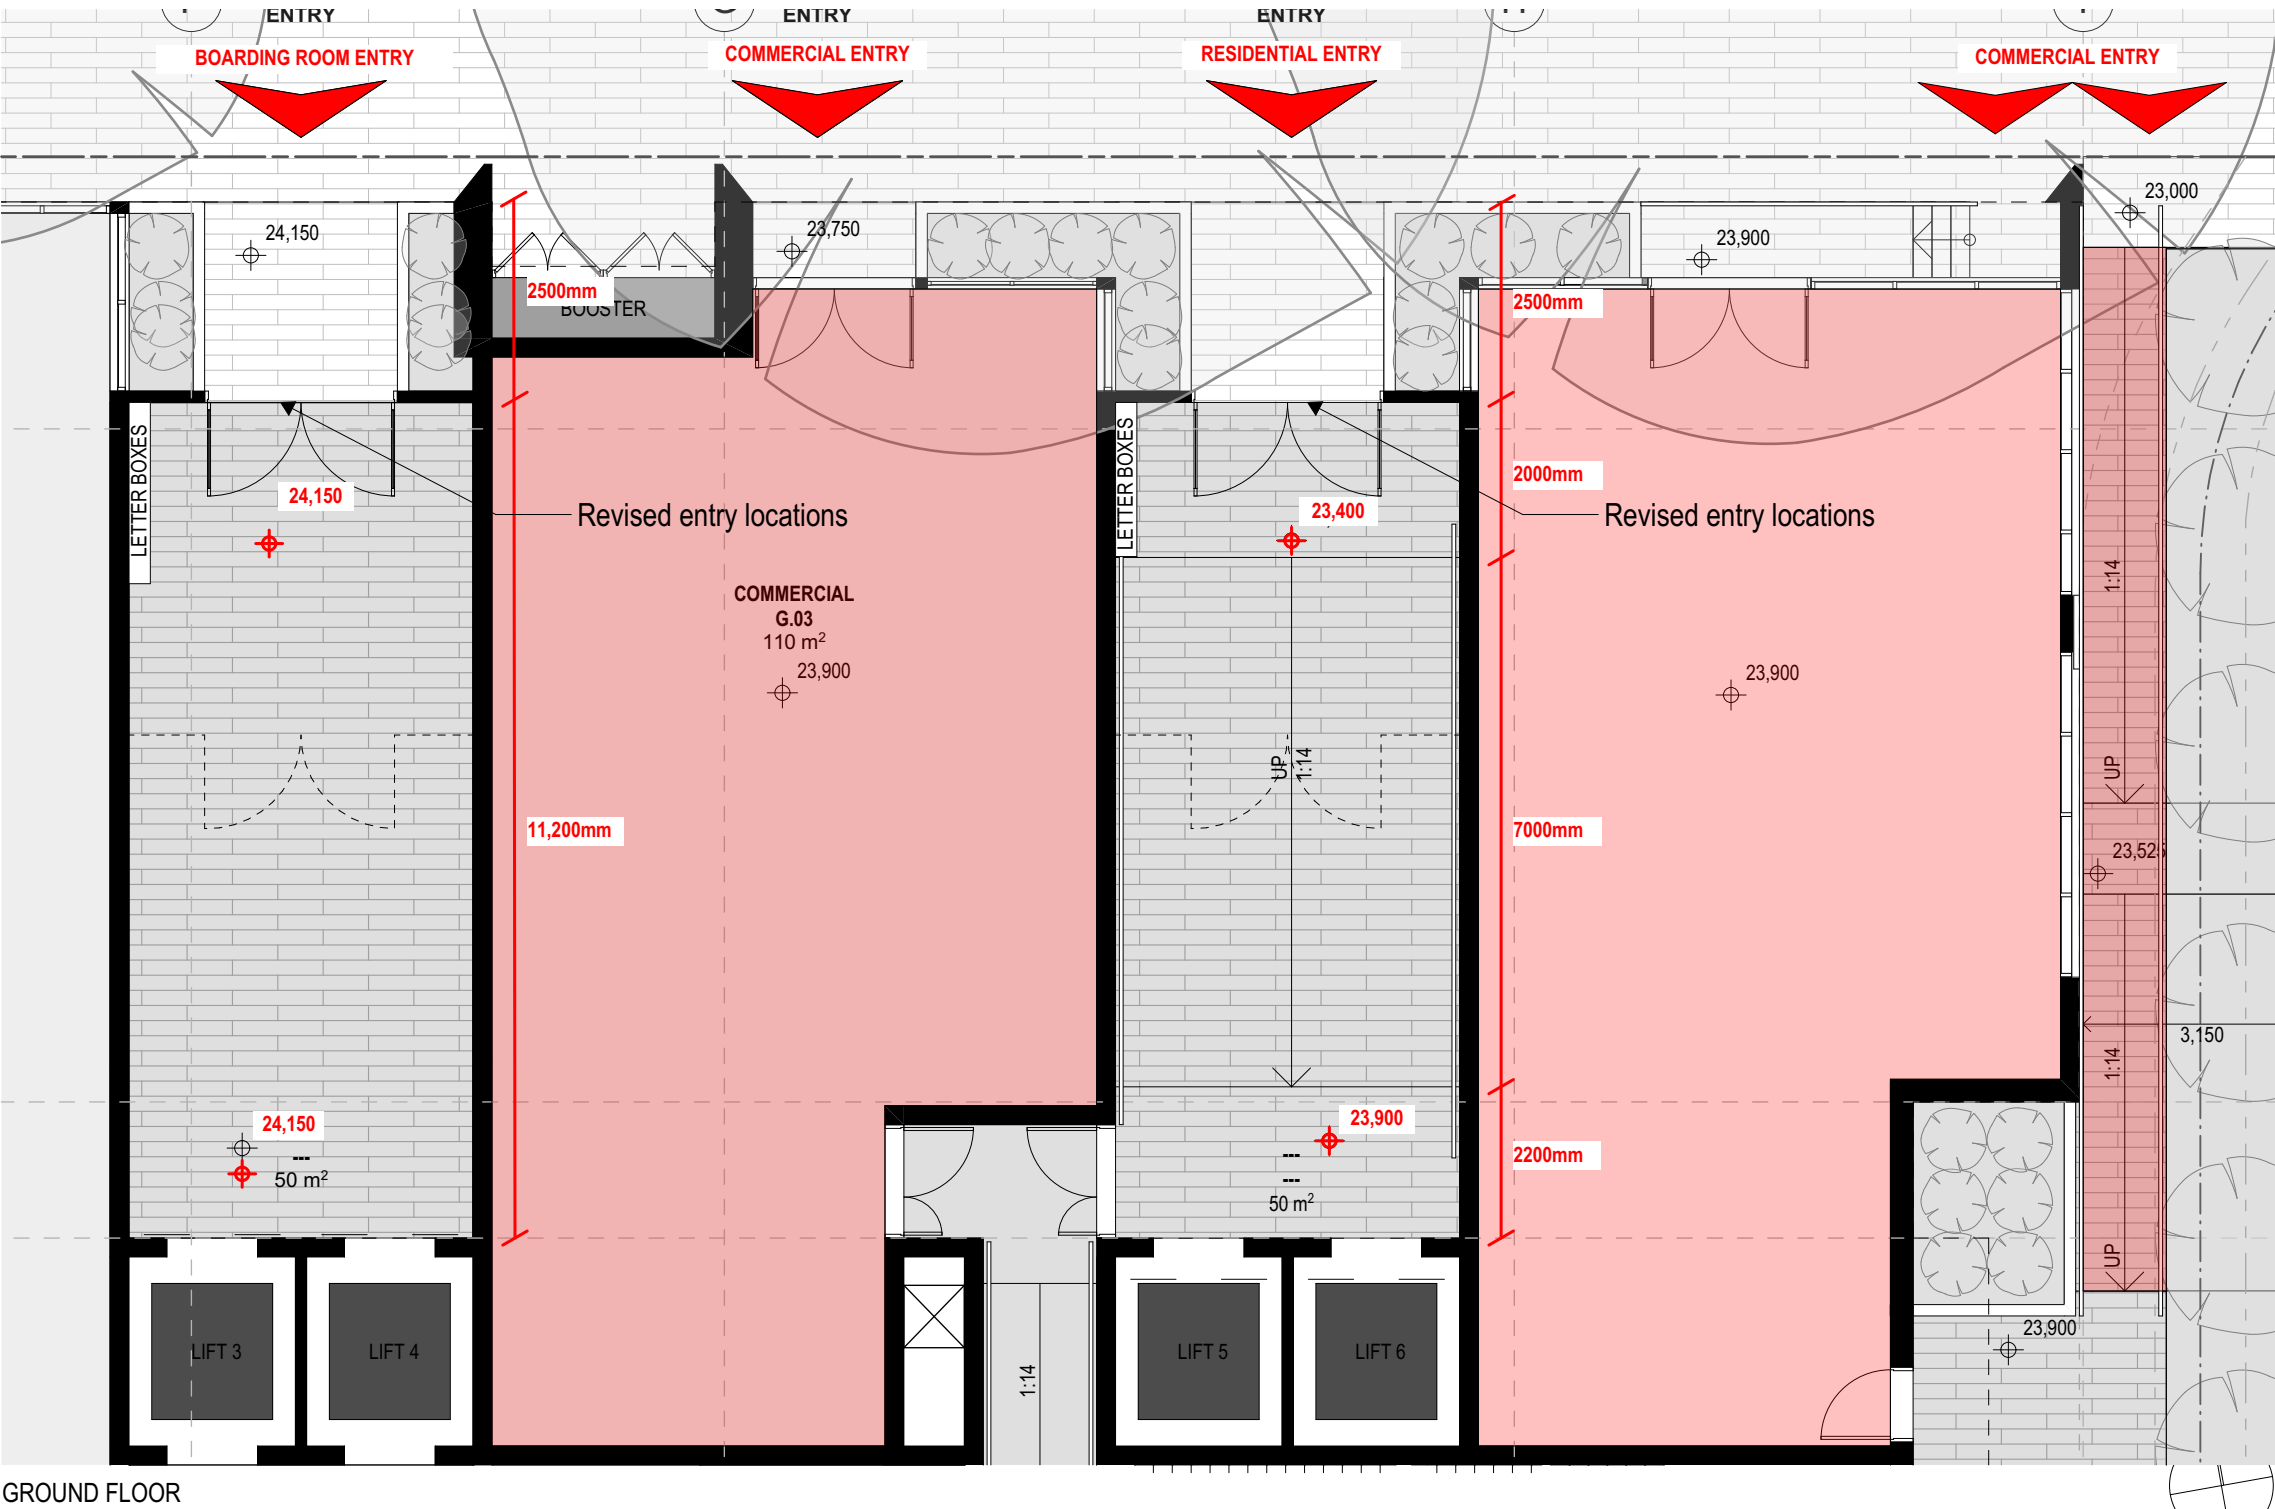 ENTRY
ENTRY
ENTRY
BOARDING ROOM ENTRY
COMMERCIAL ENTRY
RESIDENTIAL ENTRY
COMMERCIAL ENTRY
24,150
23,750
23,900
23,000
2500mm
BOOSTER
2500mm
LETTER BOXES
24,150
Revised entry locations
LETTER BOXES
23,400
2000mm
Revised entry locations
1:14
COMMERCIAL
G.03
110 m²
23,900
23,900
UP
1:14
UP
11,200mm
7000mm
23,525
3,150
1:14
24,150
---
50 m²
23,900
---
---
50 m²
2200mm
UP
23,900
LIFT 3
LIFT 4
1:14
LIFT 5
LIFT 6
GROUND FLOOR